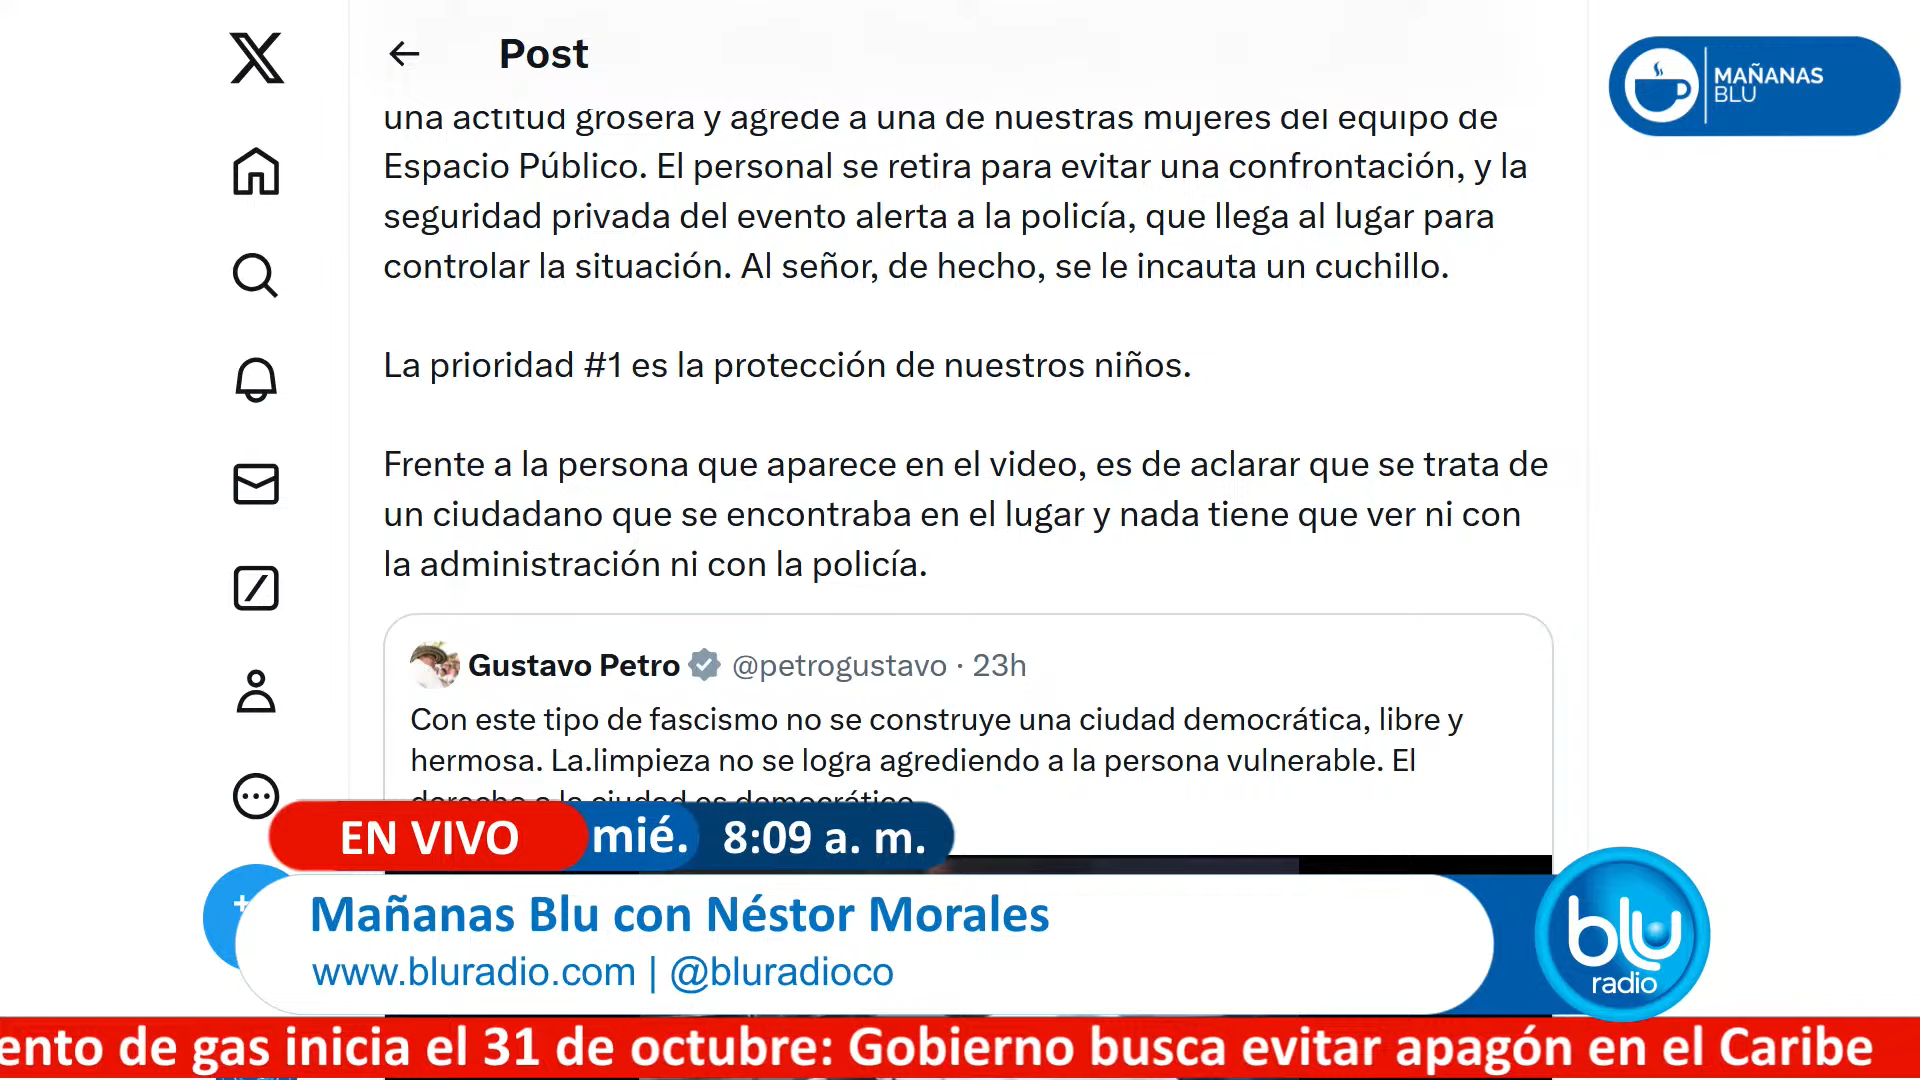 Post
MAÑANAS
BLU
una actitud grosera y agrede a una de nuestras mujeres del equipo de
Espacio Público. El personal se retira para evitar una confrontación, y la
seguridad privada del evento alerta a la policía, que llega al lugar para
controlar la situación. Al señor, de hecho, se le incauta un cuchillo.
La prioridad #1 es la protección de nuestros niños.
Frente a la persona que aparece en el video, es de aclarar que se trata de
un ciudadano que se encontraba en el lugar y nada tiene que ver ni con
la administración ni con la policía.
Gustavo Petro @petrogustavo · 23h
Con este tipo de fascismo no se construye una ciudad democrática, libre y
hermosa. La.limpieza no se logra agrediendo a la persona vulnerable. El
derecho a la ciudad es democrático
EN VIVO mié. 8:09 a. m.
Mañanas Blu con Néstor Morales
www.bluradio.com | @bluradioco
blu
radio
ento de gas inicia el 31 de octubre: Gobierno busca evitar apagón en el Caribe